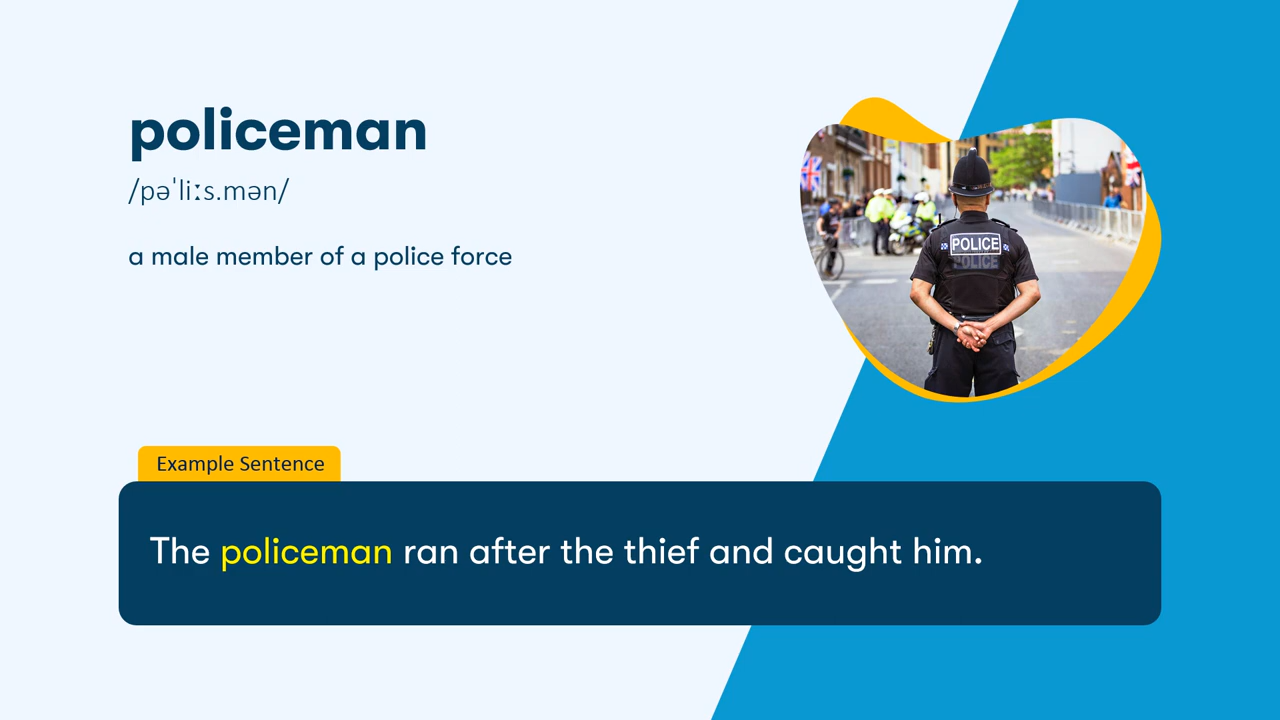 policeman
/pəˈliːs.mən/
a male member of a police force
POLICE
POLICE
Example Sentence
The policeman ran after the thief and caught him.